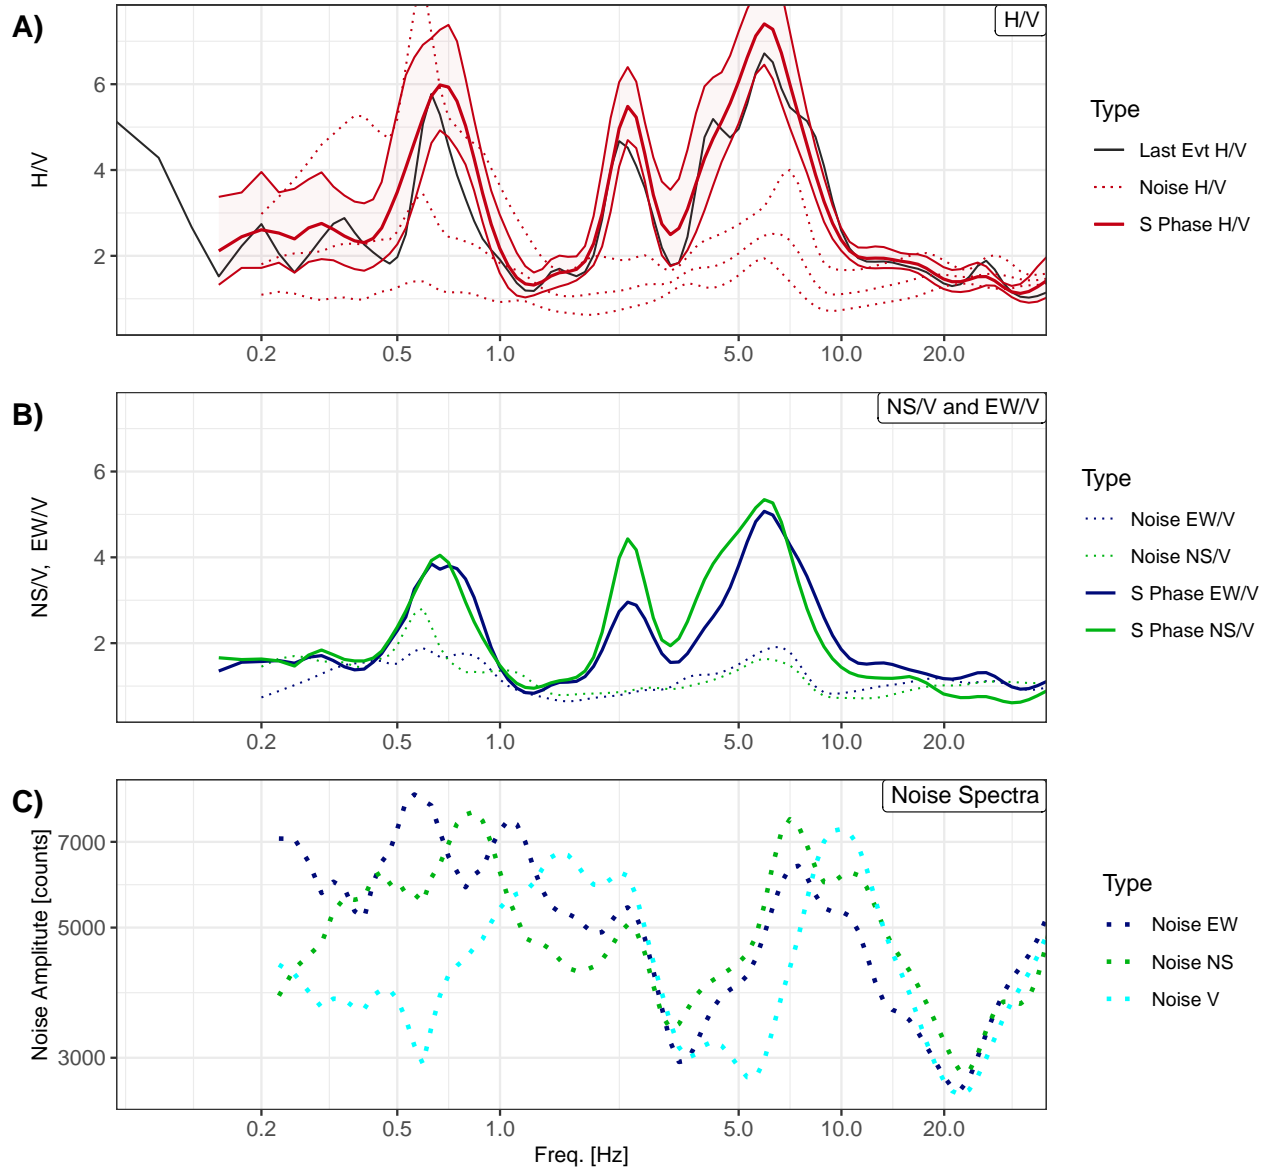 A)
H/V
H/V
6
4
2
0.2 0.5 1.0 5.0 10.0 20.0
Type
Last Evt H/V
Noise H/V
S Phase H/V
B)
NS/V and EW/V
NS/V, EW/V
6
4
2
0.2 0.5 1.0 5.0 10.0 20.0
Type
Noise EW/V
Noise NS/V
S Phase EW/V
S Phase NS/V
C)
Noise Spectra
Noise Amplitute [counts]
7000
5000
3000
0.2 0.5 1.0 5.0 10.0 20.0
Freq. [Hz]
Type
Noise EW
Noise NS
Noise V